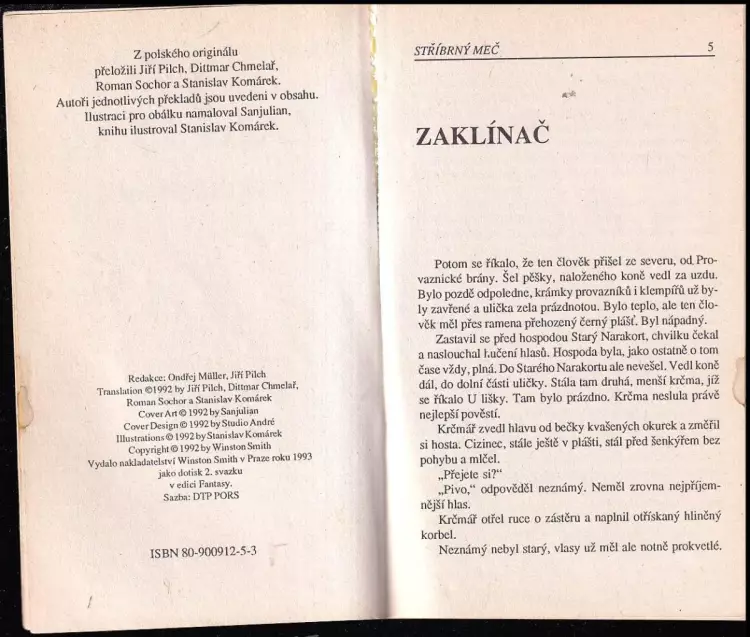 Z polského originálu
přeložili Jiří Pilch, Dittmar Chmelař,
Roman Sochor a Stanislav Komárek.
Autoři jednotlivých překladů jsou uvedeni v obsahu.
Ilustraci pro obálku namaloval Sanjulian,
knihu ilustroval Stanislav Komárek.
Redakce: Ondřej Müller, Jiří Pilch
Translation ©1992 by Jiří Pilch, Dittmar Chmelař,
Roman Sochor a Stanislav Komárek
Cover Art © 1992 by Sanjulian
Cover Design © 1992 by Studio André
Illustrations © 1992 by Stanislav Komárek
Copyright © 1992 by Winston Smith
Vydalo nakladatelství Winston Smith v Praze roku 1993
jako dotisk 2. svazku
v edici Fantasy.
Sazba: DTP PORS
ISBN 80-900912-5-3
STŘÍBRNÝ MEČ 5
ZAKLÍNAČ
Potom se říkalo, že ten člověk přišel ze severu, od Pro-
vaznické brány. Šel pěšky, naloženého koně vedl za uzdu.
Bylo pozdě odpoledne, krámky provazníků i klempířů už by-
ly zavřené a ulička zela prázdnotou. Bylo teplo, ale ten člo-
věk měl přes ramena přehozený černý plášť. Byl nápadný.
Zastavil se před hospodou Starý Narakort, chvilku čekal
a naslouchal hučení hlasů. Hospoda byla, jako ostatně o tom
čase vždy, plná. Do Starého Narakortu ale nevešel. Vedl koně
dál, do dolní části uličky. Stála tam druhá, menší krčma, jíž
se říkalo U lišky. Tam bylo prázdno. Krčma neslula právě
nejlepší pověstí.
Krčmář zvedl hlavu od bečky kvašených okurek a změřil
si hosta. Cizinec, stále ještě v plášti, stál před šenkýřem bez
pohybu a mlčel.
„Přejete si?“
„Pivo,“ odpověděl neznámý. Neměl zrovna nejpříjem-
nější hlas.
Krčmář otřel ruce o zástěru a naplnil otřískaný hliněný
korbel.
Neznámý nebyl starý, vlasy už měl ale notně prokvetlé.